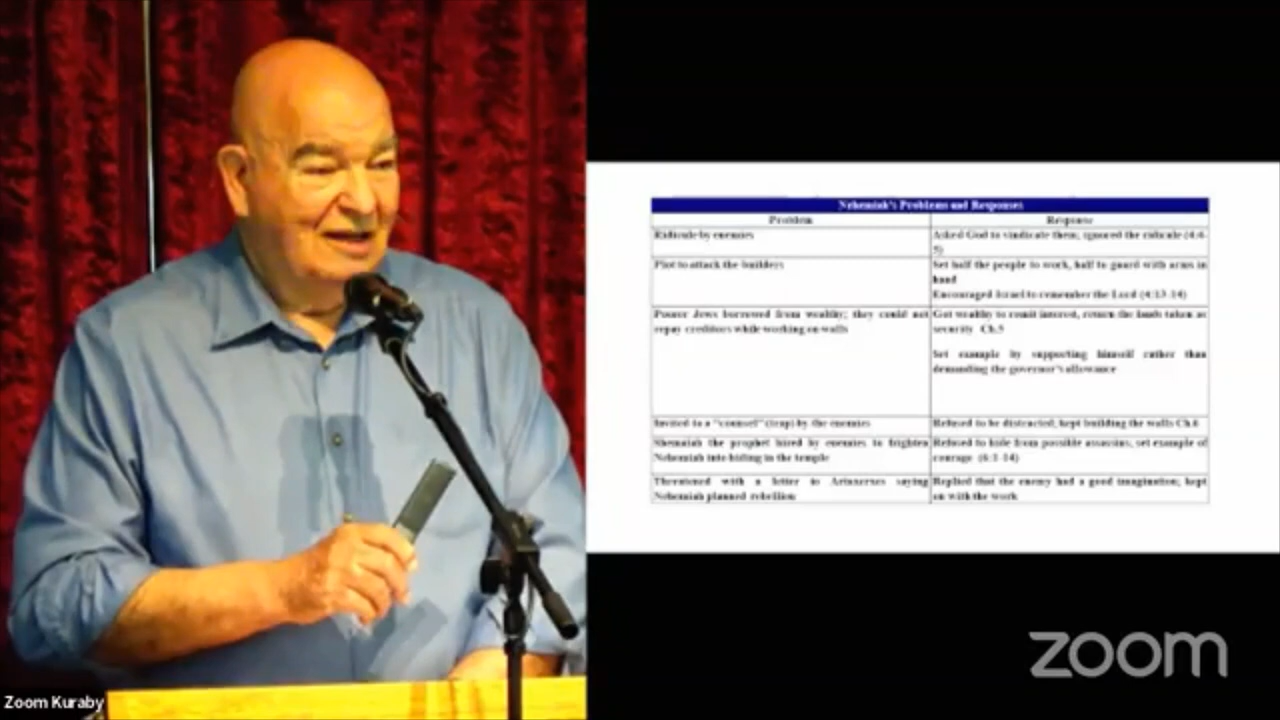 Nehemiah's Problems and Responses
Problem
Response
Ridicule by enemies
Asked God to vindicate them; ignored the ridicule (4:4-
5)
Plot to attack the builders
Set half the people to work, half to guard with arms in
hand
Encouraged Israel to remember the Lord (4:13-14)
Poorer Jews borrowed from wealthy; they could not
repay creditors while working on walls
Got wealthy to remit interest, return the lands taken as
security Ch.5
Set example by supporting himself rather than
demanding the governor's allowance
Invited to a "counsel" (trap) by the enemies
Refused to be distracted, kept building the walls Ch.6
Shemaiah the prophet hired by enemies to frighten
Nehemiah into hiding in the temple
Refused to hide from possible assassins, set example of
courage (6:1-14)
Threatened with a letter to Artaxerxes saying
Nehemiah planned rebellion
Replied that the enemy had a good imagination; kept
on with the work
zoom
Zoom Kuraby